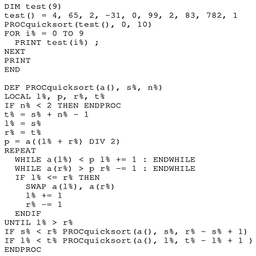 DIM test(9)
test() = 4, 65, 2, -31, 0, 99, 2, 83, 782, 1
PROCquicksort(test(), 0, 10)
FOR i% = 0 TO 9
  PRINT test(i%) ;
NEXT
PRINT
END

DEF PROCquicksort(a(), s%, n%)
LOCAL l%, p, r%, t%
IF n% < 2 THEN ENDPROC
t% = s% + n% - 1
l% = s%
r% = t%
p = a((l% + r%) DIV 2)
REPEAT
  WHILE a(l%) < p l% += 1 : ENDWHILE
  WHILE a(r%) > p r% -= 1 : ENDWHILE
  IF l% <= r% THEN
    SWAP a(l%), a(r%)
    l% += 1
    r% -= 1
  ENDIF
UNTIL l% > r%
IF s% < r% PROCquicksort(a(), s%, r% - s% + 1)
IF l% < t% PROCquicksort(a(), l%, t% - l% + 1 )
ENDPROC